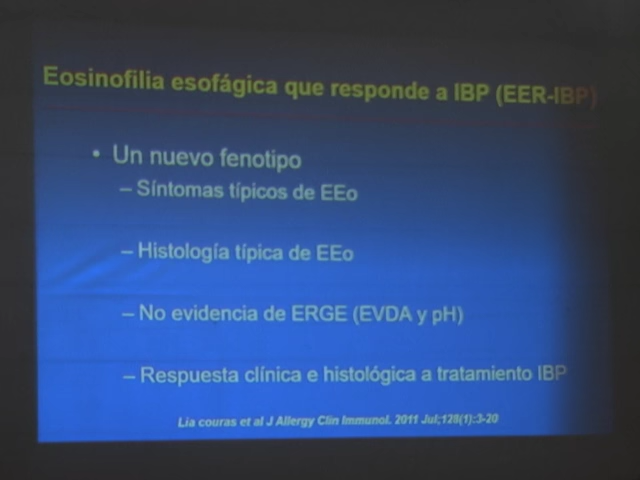 Eosinofilia esofágica que responde a IBP (EER-IBP)
• Un nuevo fenotipo
– Síntomas típicos de EEo
– Histología típica de EEo
– No evidencia de ERGE (EVDA y pH)
– Respuesta clínica e histológica a tratamiento IBP
Lia couras et al J Allergy Clin Immunol. 2011 Jul;128(1):3-20